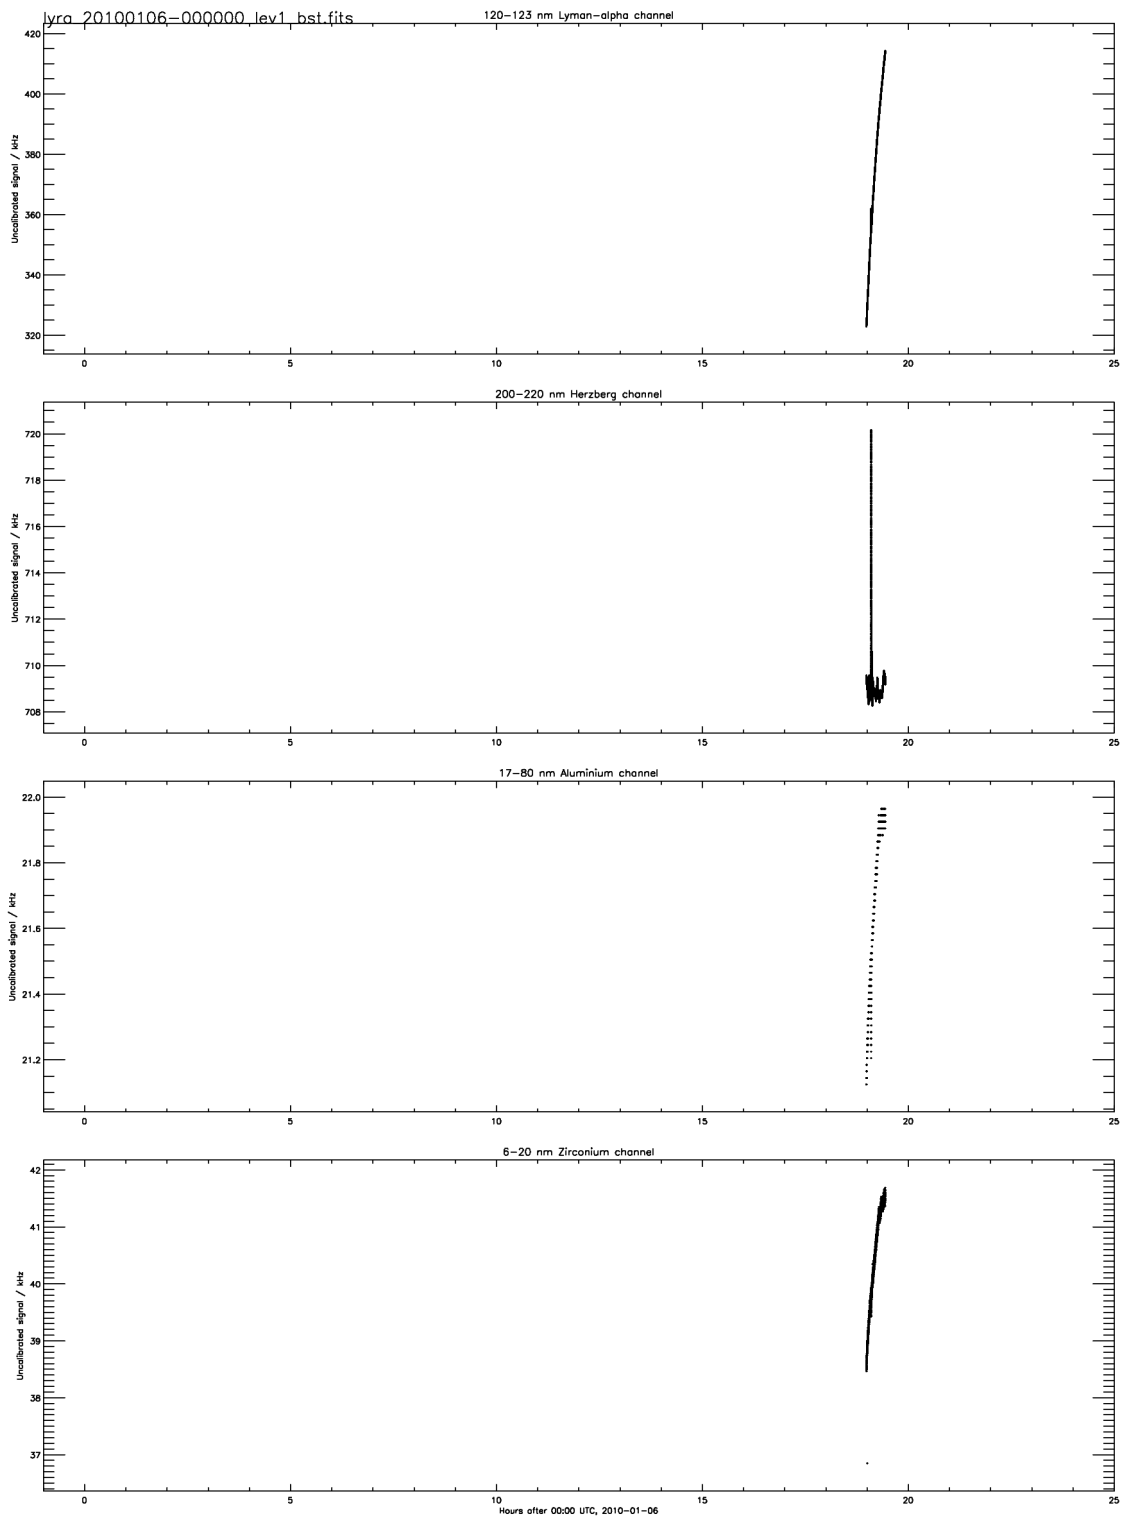 lyra_20100106-000000_lev1_bst.fits
120-123 nm Lyman-alpha channel
Uncalibrated signal / kHz
420
400
380
360
340
320
0 5 10 15 20 25
200-220 nm Herzberg channel
Uncalibrated signal / kHz
720
718
716
714
712
710
708
0 5 10 15 20 25
17-80 nm Aluminium channel
Uncalibrated signal / kHz
22.0
21.8
21.6
21.4
21.2
0 5 10 15 20 25
6-20 nm Zirconium channel
Uncalibrated signal / kHz
42
41
40
39
38
37
0 5 10 15 20 25
Hours after 00:00 UTC, 2010-01-06